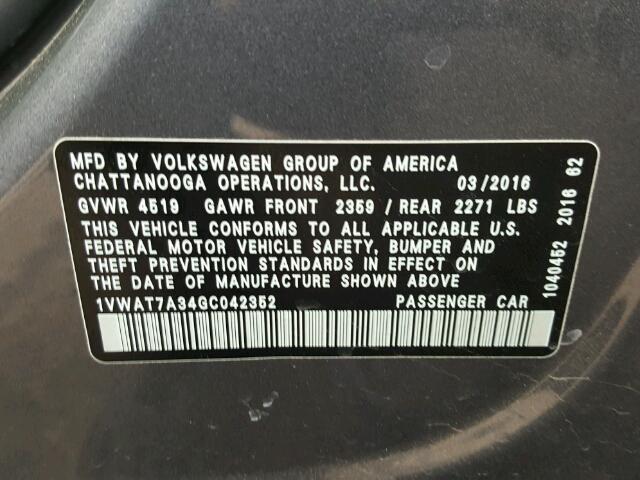 MFD BY VOLKSWAGEN GROUP OF AMERICA
CHATTANOOGA OPERATIONS, LLC. 03/2016
GVWR 4519 GAWR FRONT 2359 / REAR 2271 LBS
THIS VEHICLE CONFORMS TO ALL APPLICABLE U.S.
FEDERAL MOTOR VEHICLE SAFETY, BUMPER AND
THEFT PREVENTION STANDARDS IN EFFECT ON
THE DATE OF MANUFACTURE SHOWN ABOVE
1VWAT7A34GC042352 PASSENGER CAR
1040452 2016 62